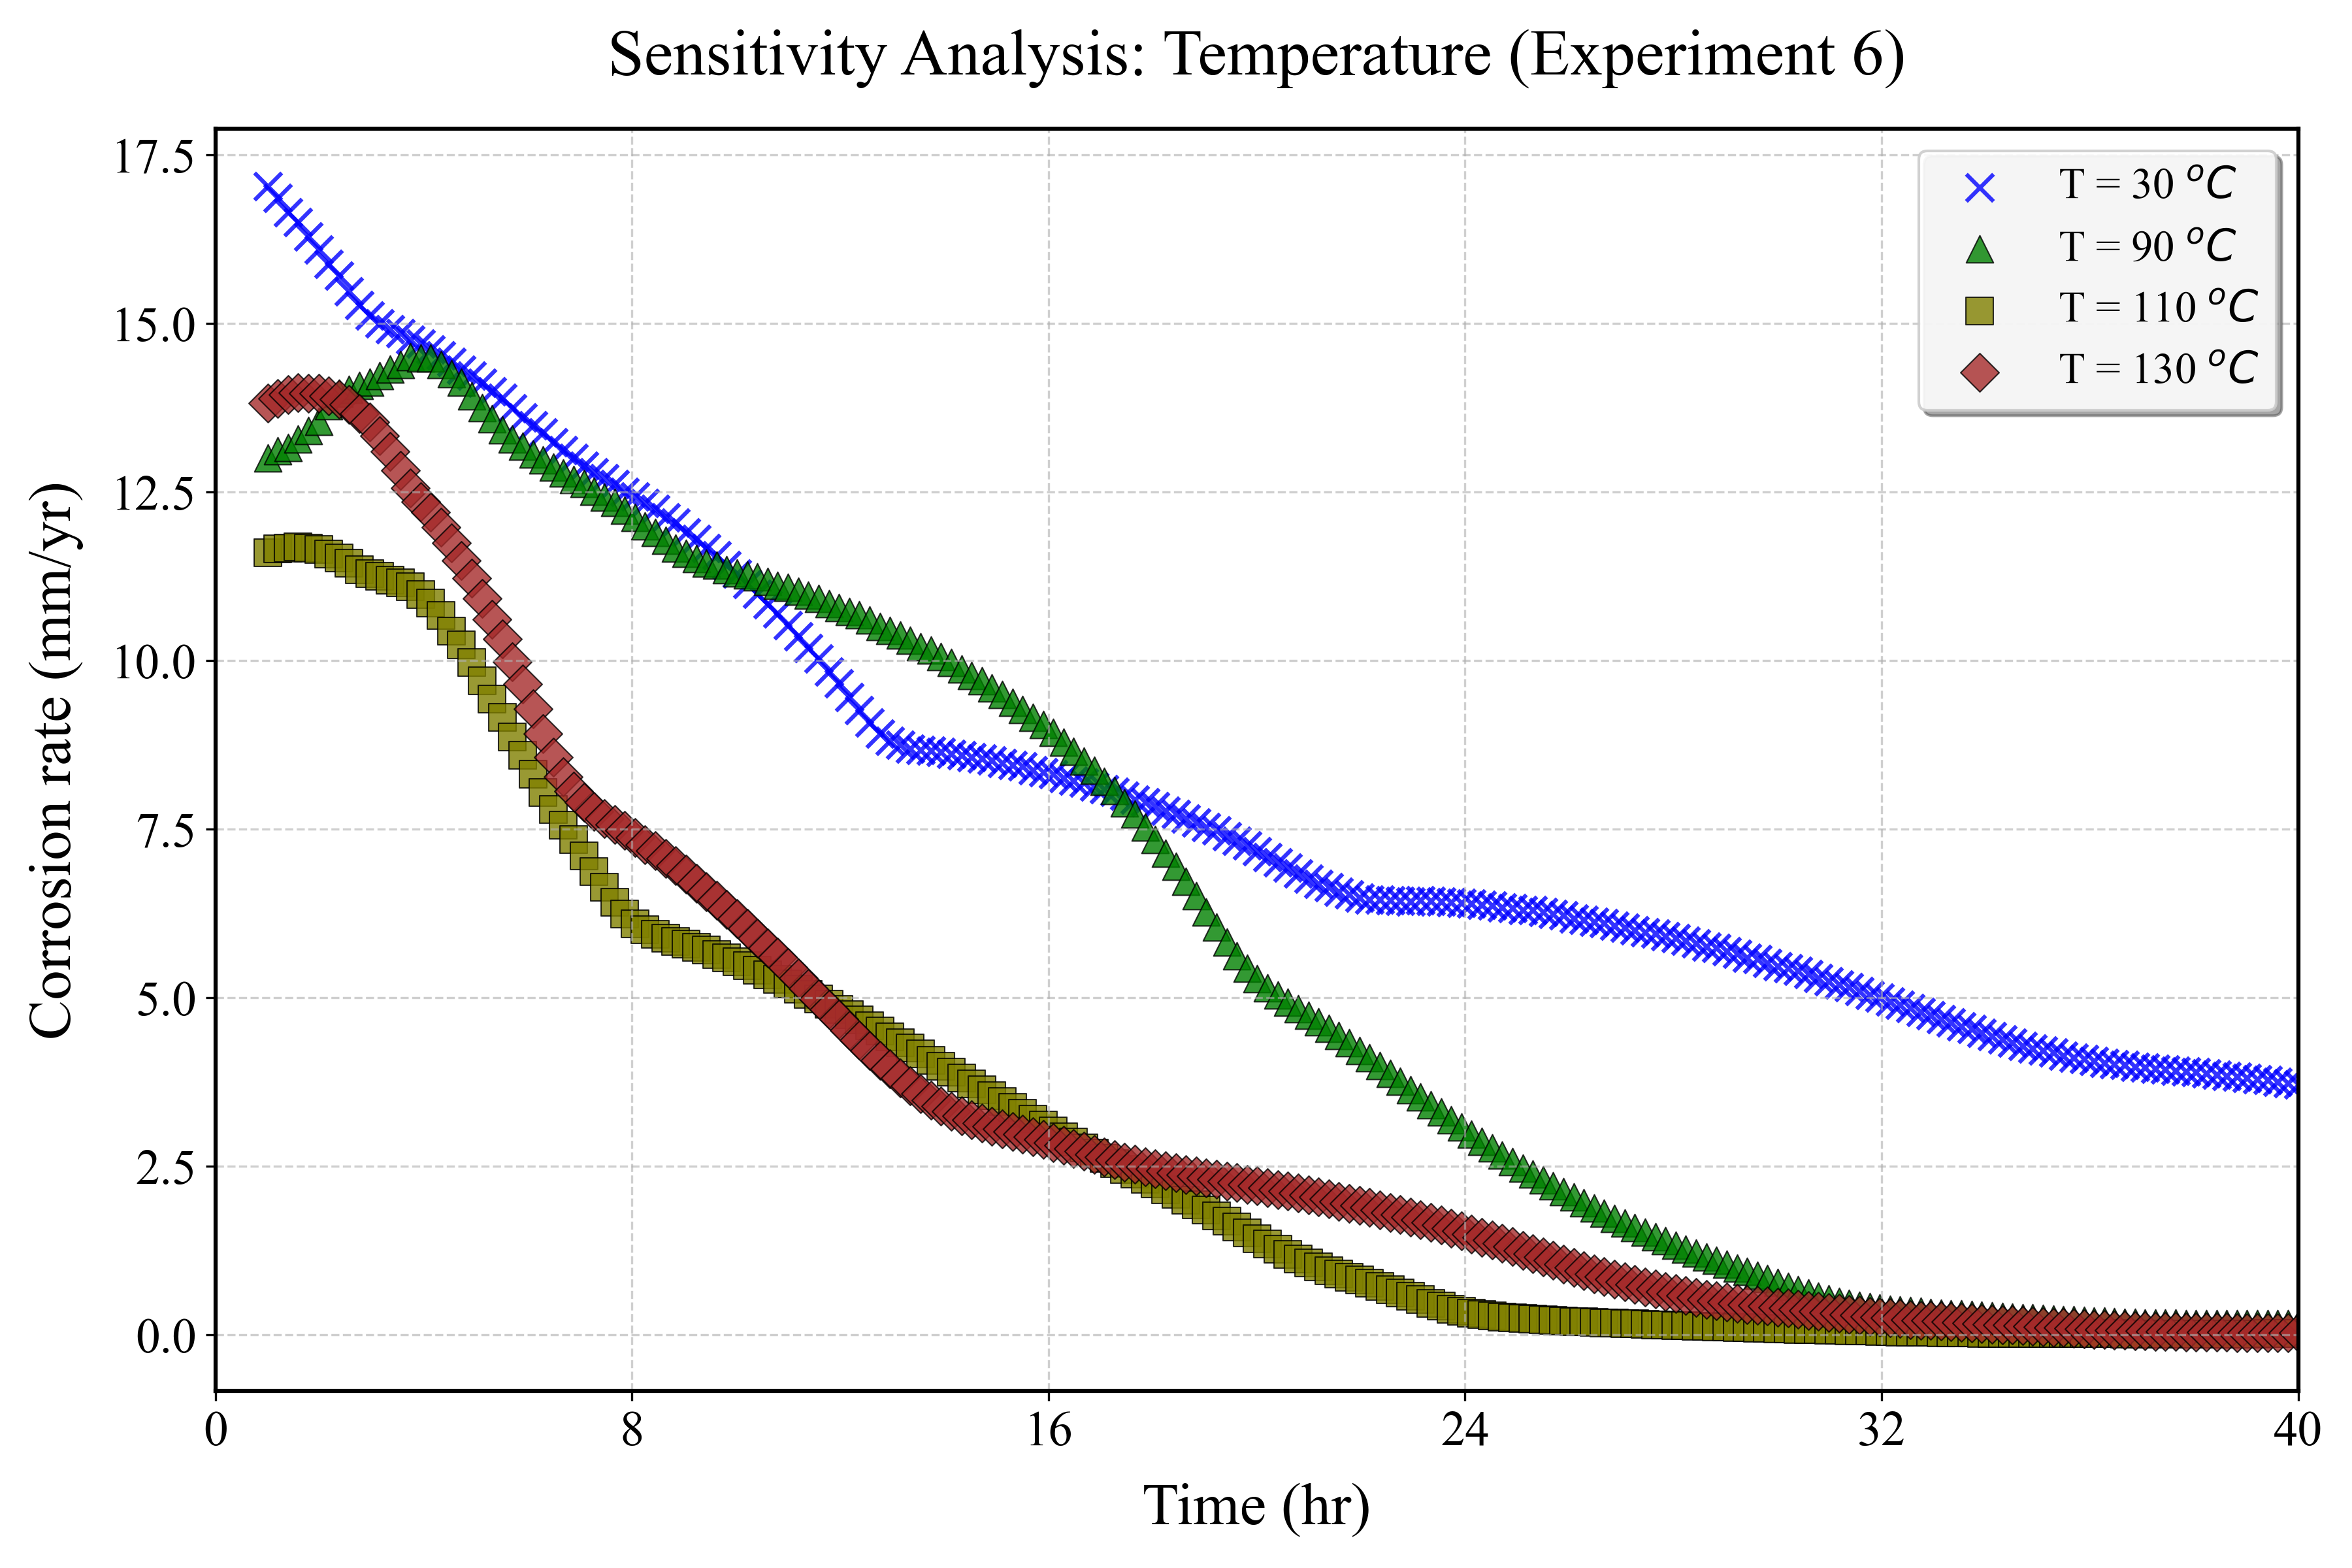 Sensitivity Analysis: Temperature (Experiment 6)
17.5
15.0
12.5
10.0
7.5
5.0
2.5
0.0
Corrosion rate (mm/yr)
T = 30 °C
T = 90 °C
T = 110 °C
T = 130 °C
0 8 16 24 32 40
Time (hr)